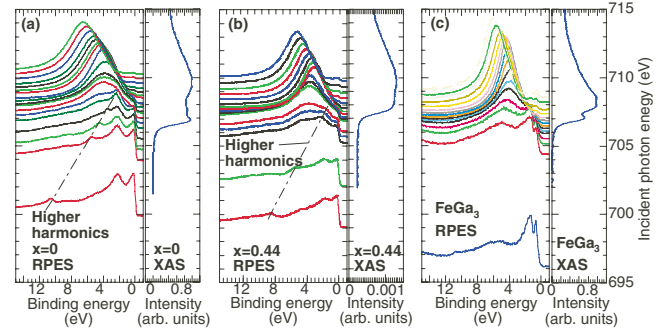 (a)
(b)
(c)
715
710
705
700
695
Incident photon energy (eV)
Higher
harmonics
x=0
RPES
x=0
XAS
Higher
harmonics
x=0.44
RPES
x=0.44
XAS
FeGa3
RPES
FeGa3
XAS
12 8 4 0
0 0.8
12 8 4 0
0 0.001
12 8 4 0
0 0.8
Binding energy
(eV)
Intensity
(arb. units)
Binding energy
(eV)
Intensity
(arb. units)
Binding energy
(eV)
Intensity
(arb. units)